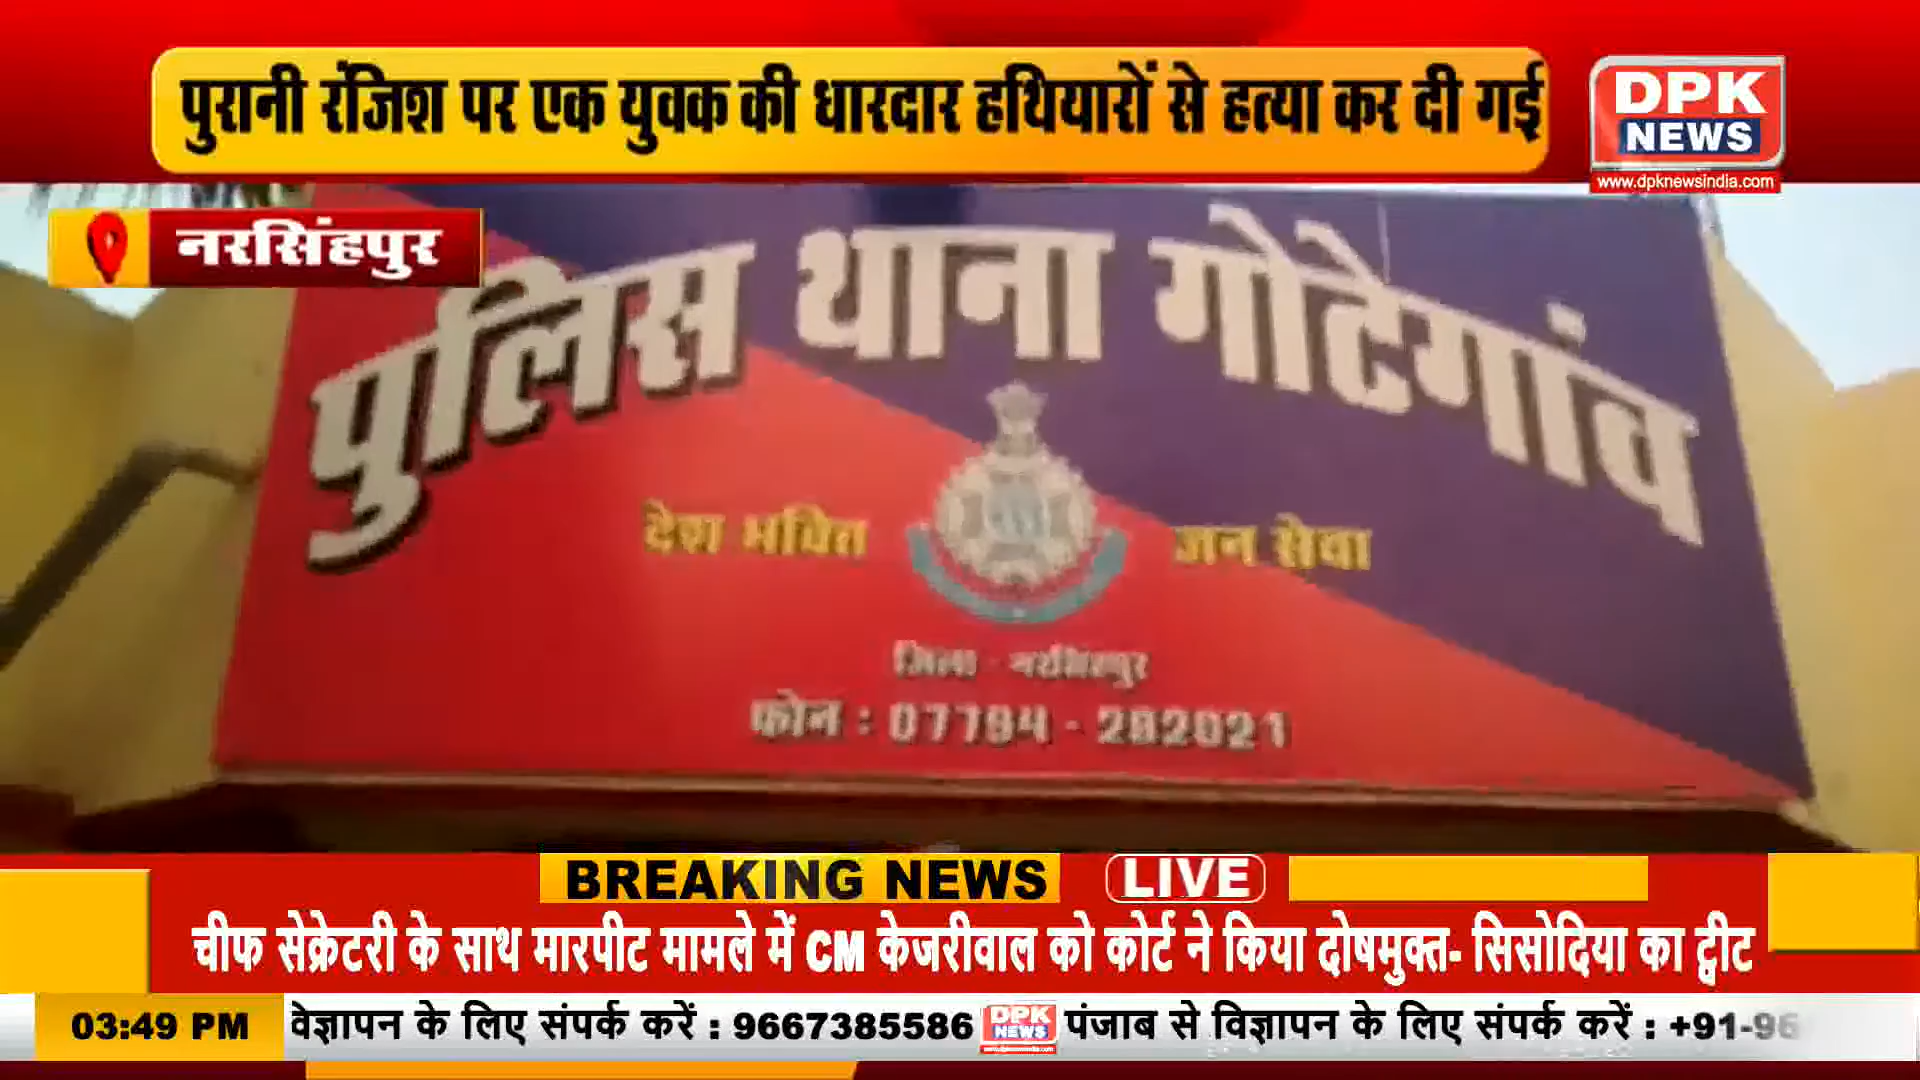 पुरानी रंजिश पर एक युवक की धारदार हथियारों से हत्या कर दी गई
DPK
NEWS
www.dpknewsindia.com
नरसिंहपुर
पुलिस थाना गोटेगांव
देश भक्ति जन सेवा
जिला - नरसिंहपुर
फोन : 07794 - 282021
BREAKING NEWS LIVE
चीफ सेक्रेटरी के साथ मारपीट मामले में CM केजरीवाल को कोर्ट ने किया दोषमुक्त- सिसोदिया का ट्वीट
03:49 PM वेज्ञापन के लिए संपर्क करें : 9667385586 DPK NEWS पंजाब से विज्ञापन के लिए संपर्क करें : +91-96